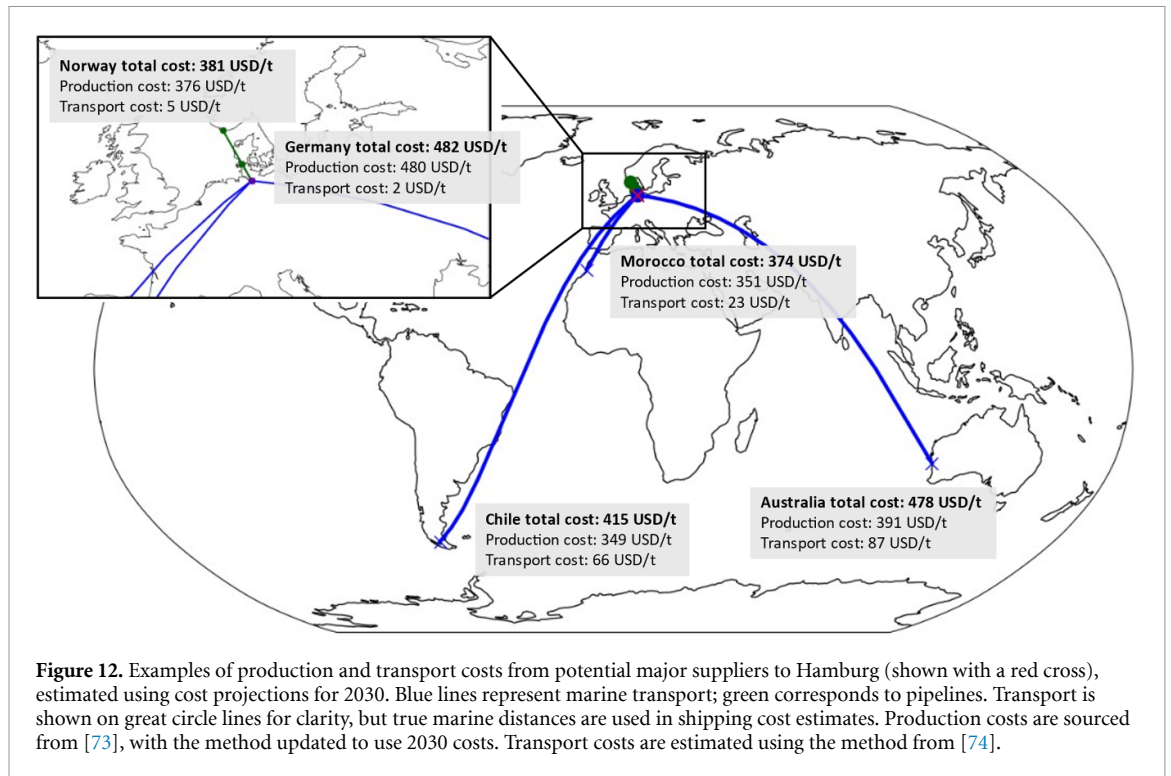 Norway total cost: 381 USD/t
Production cost: 376 USD/t
Transport cost: 5 USD/t
Germany total cost: 482 USD/t
Production cost: 480 USD/t
Transport cost: 2 USD/t
Morocco total cost: 374 USD/t
Production cost: 351 USD/t
Transport cost: 23 USD/t
Chile total cost: 415 USD/t
Production cost: 349 USD/t
Transport cost: 66 USD/t
Australia total cost: 478 USD/t
Production cost: 391 USD/t
Transport cost: 87 USD/t
Figure 12. Examples of production and transport costs from potential major suppliers to Hamburg (shown with a red cross),
estimated using cost projections for 2030. Blue lines represent marine transport; green corresponds to pipelines. Transport is
shown on great circle lines for clarity, but true marine distances are used in shipping cost estimates. Production costs are sourced
from [73], with the method updated to use 2030 costs. Transport costs are estimated using the method from [74].